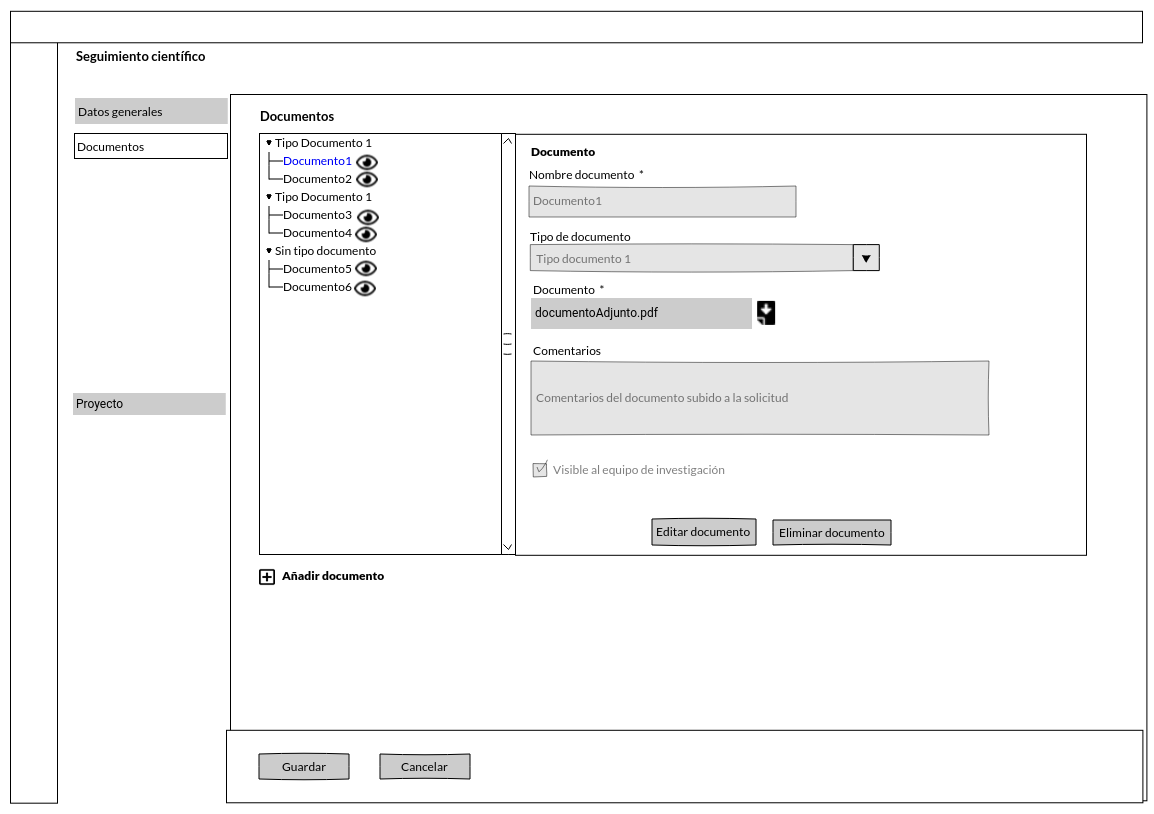 Seguimiento científico
Datos generales
Documentos
Proyecto
Documentos
Tipo Documento 1
Documento1
Documento2
Tipo Documento 1
Documento3
Documento4
Sin tipo documento
Documento5
Documento6
Documento
Nombre documento *
Documento1
Tipo de documento
Tipo documento 1
Documento *
documentoAdjunto.pdf
Comentarios
Comentarios del documento subido a la solicitud
Visible al equipo de investigación
Editar documento
Eliminar documento
Añadir documento
Guardar
Cancelar